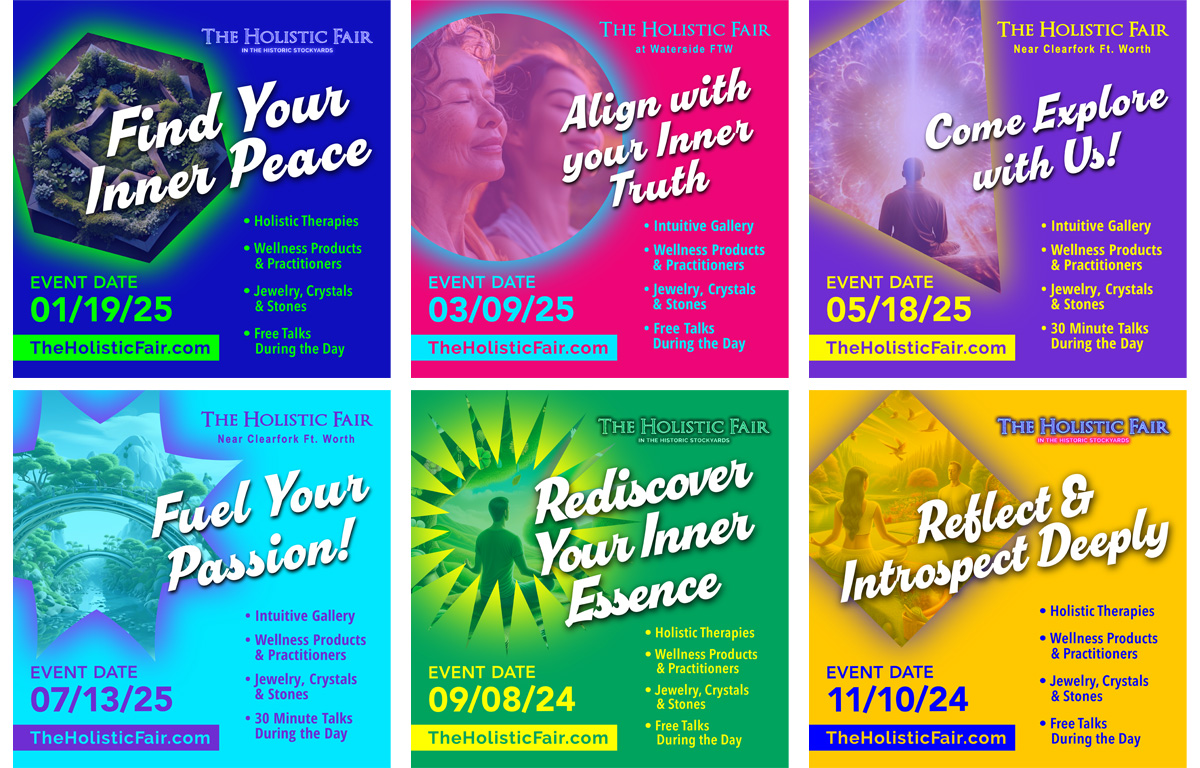 THE HOLISTIC FAIR
IN THE HISTORIC STOCKYARDS
Find Your
Inner Peace
• Holistic Therapies
• Wellness Products
& Practitioners
• Jewelry, Crystals
& Stones
• Free Talks
During the Day
EVENT DATE
01/19/25
TheHolisticFair.com
THE HOLISTIC FAIR
at Waterside FTW
Align with
your Inner
Truth
• Intuitive Gallery
• Wellness Products
& Practitioners
• Jewelry, Crystals
& Stones
• Free Talks
During the Day
EVENT DATE
03/09/25
TheHolisticFair.com
THE HOLISTIC FAIR
Near Clearfork Ft. Worth
Come Explore
with Us!
• Intuitive Gallery
• Wellness Products
& Practitioners
• Jewelry, Crystals
& Stones
• 30 Minute Talks
During the Day
EVENT DATE
05/18/25
TheHolisticFair.com
THE HOLISTIC FAIR
Near Clearfork Ft. Worth
Fuel Your
Passion!
• Intuitive Gallery
• Wellness Products
& Practitioners
• Jewelry, Crystals
& Stones
• 30 Minute Talks
During the Day
EVENT DATE
07/13/25
TheHolisticFair.com
THE HOLISTIC FAIR
IN THE HISTORIC STOCKYARDS
Rediscover
Your Inner
Essence
• Holistic Therapies
• Wellness Products
& Practitioners
• Jewelry, Crystals
& Stones
• Free Talks
During the Day
EVENT DATE
09/08/24
TheHolisticFair.com
THE HOLISTIC FAIR
IN THE HISTORIC STOCKYARDS
Reflect &
Introspect Deeply
• Holistic Therapies
• Wellness Products
& Practitioners
• Jewelry, Crystals
& Stones
• Free Talks
During the Day
EVENT DATE
11/10/24
TheHolisticFair.com